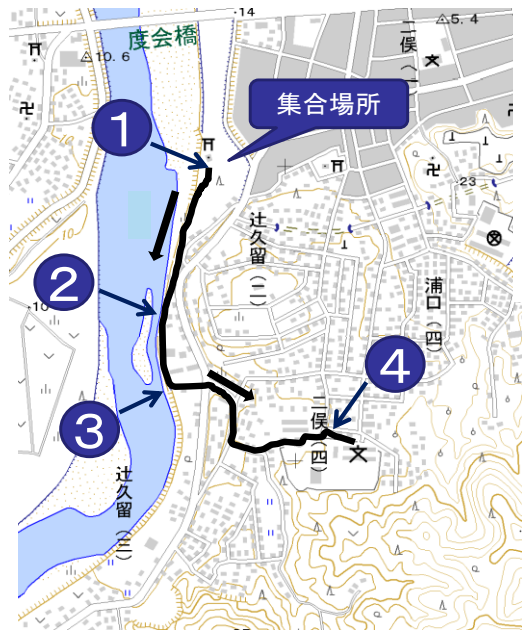 ・14
度会橋
△10.6
二俣（一）
△5.4
集合場所
1
・23
辻久留（二）
2
浦口（四）
4
3
二俣（四）
辻久留（三）